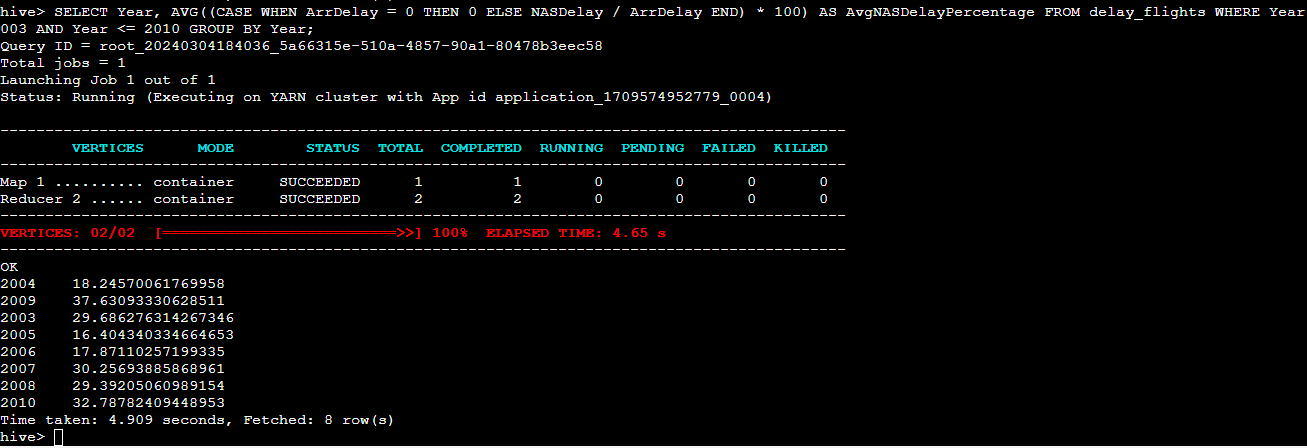 hive> SELECT Year, AVG((CASE WHEN ArrDelay = 0 THEN 0 ELSE NASDelay / ArrDelay END) * 100) AS AvgNASDelayPercentage FROM delay_flights WHERE Year
003 AND Year <= 2010 GROUP BY Year;
Query ID = root_20240304184036_5a66315e-510a-4857-90a1-80478b3eec58
Total jobs = 1
Launching Job 1 out of 1
Status: Running (Executing on YARN cluster with App id application_1709574952779_0004)
----------------------------------------------------------------------------------------------
VERTICES MODE STATUS TOTAL COMPLETED RUNNING PENDING FAILED KILLED
----------------------------------------------------------------------------------------------
Map 1 .......... container SUCCEEDED 1 1 0 0 0 0
Reducer 2 ...... container SUCCEEDED 2 2 0 0 0 0
----------------------------------------------------------------------------------------------
VERTICES: 02/02 [==========================>>] 100% ELAPSED TIME: 4.65 s
----------------------------------------------------------------------------------------------
OK
2004 18.24570061769958
2009 37.63093330628511
2003 29.686276314267346
2005 16.404340334664653
2006 17.87110257199335
2007 30.25693885868961
2008 29.39205060989154
2010 32.78782409448953
Time taken: 4.909 seconds, Fetched: 8 row(s)
hive>